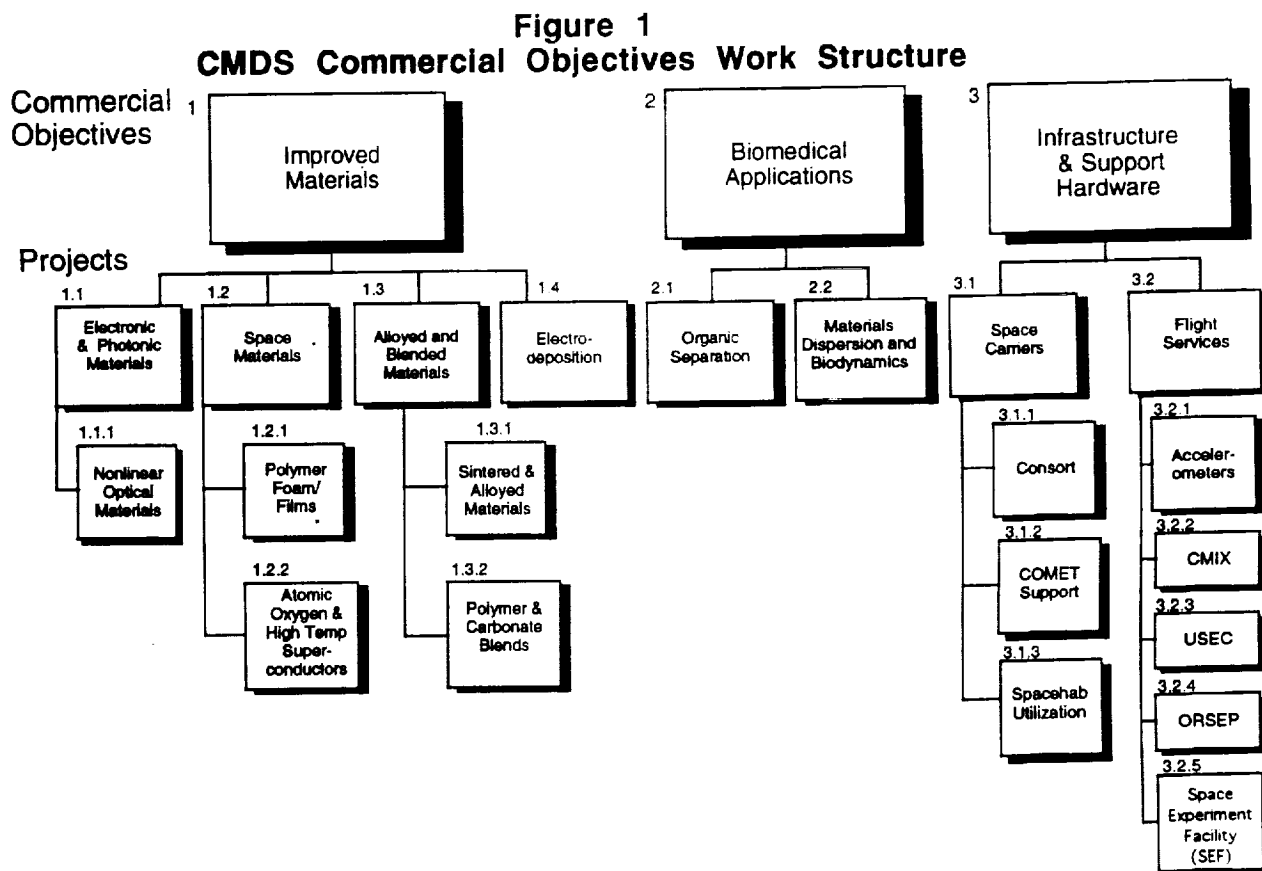 Figure 1
CMDS Commercial Objectives Work Structure
Commercial
Objectives
1
Improved
Materials
2
Biomedical
Applications
3
Infrastructure
& Support
Hardware
Projects
1.1
Electronic
& Photonic
Materials
1.2
Space
Materials
1.3
Alloyed and
Blended
Materials
1.4
Electro-
deposition
2.1
Organic
Separation
2.2
Materials
Dispersion and
Biodynamics
3.1
Space
Carriers
3.2
Flight
Services
1.1.1
Nonlinear
Optical
Materials
1.2.1
Polymer
Foam/
Films
1.2.2
Atomic
Oxygen &
High Temp
Super-
conductors
1.3.1
Sintered &
Alloyed
Materials
1.3.2
Polymer &
Carbonate
Blends
3.1.1
Consort
3.1.2
COMET
Support
3.1.3
Spacehab
Utilization
3.2.1
Acceler-
ometers
3.2.2
CMIX
3.2.3
USEC
3.2.4
ORSEP
3.2.5
Space
Experiment
Facility
(SEF)